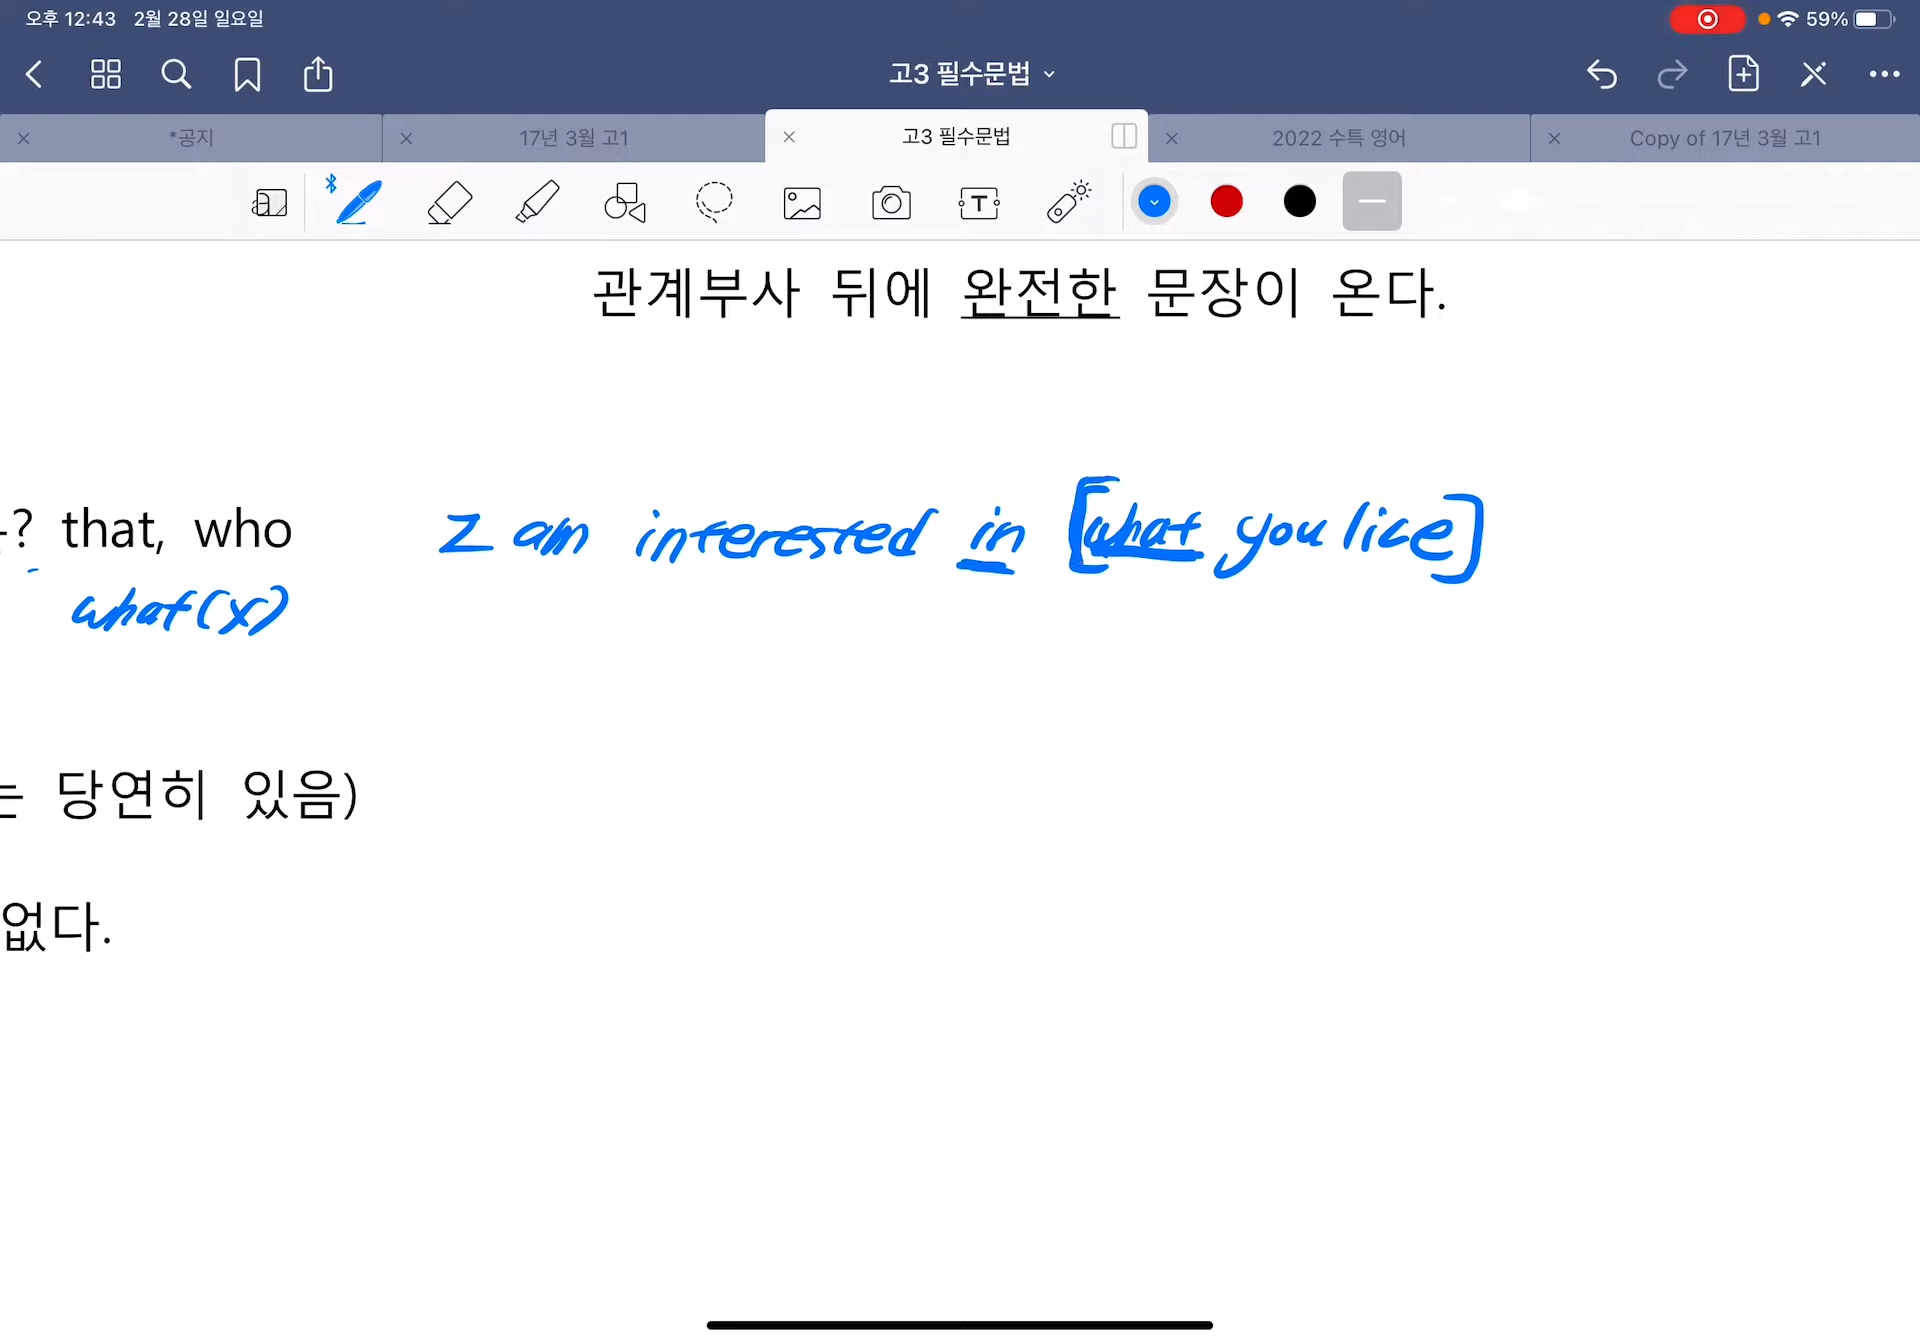 오후 12:43 2월 28일 일요일
59%
고3 필수문법
*공지
17년 3월 고1
고3 필수문법
2022 수특 영어
Copy of 17년 3월 고1
관계부사 뒤에 완전한 문장이 온다.
? that, who
I am interested in [what you like]
what(x)
는 당연히 있음)
없다.